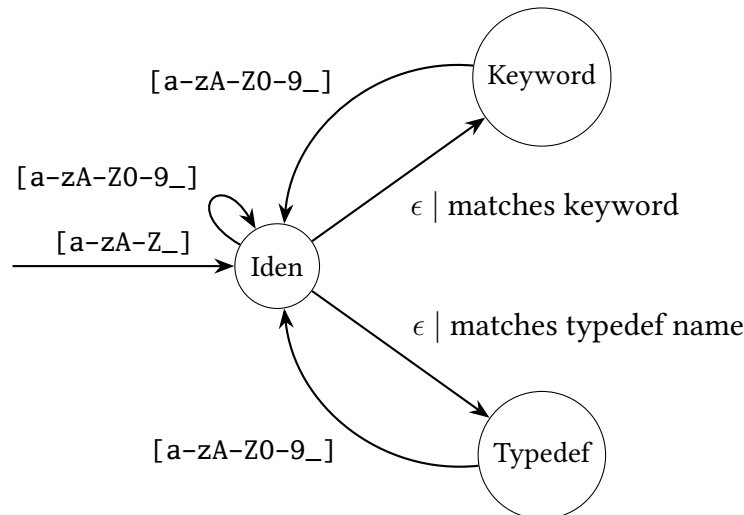 Keyword
[a-zA-Z0-9_]
[a-zA-Z0-9_]
ϵ | matches keyword
[a-zA-Z_]
Iden
ϵ | matches typedef name
[a-zA-Z0-9_]
Typedef